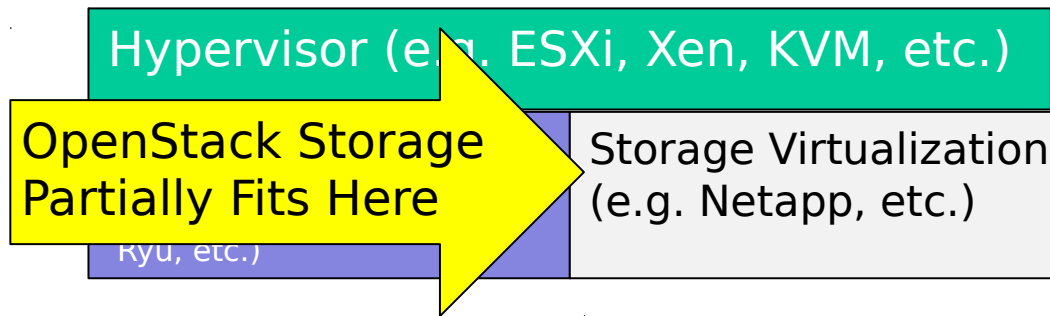 Hypervisor (e.g. ESXi, Xen, KVM, etc.)
OpenStack Storage
Partially Fits Here
Storage Virtualization
(e.g. Netapp, etc.)
Ryu, etc.)